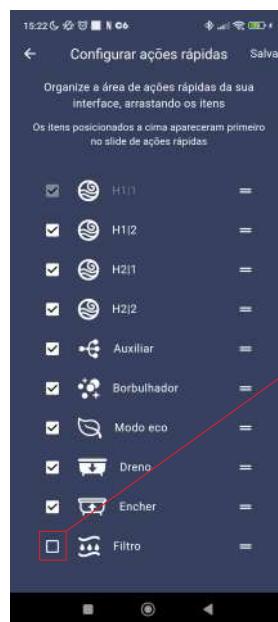 15:22
← Configurar ações rápidas Salva
Organize a área de ações rápidas da sua
interface, arrastando os itens
Os itens posicionados a cima apareceram primeiro
no slide de ações rápidas
H1|1
H1|2
H2|1
H2|2
Auxiliar
Borbulhador
Modo eco
Dreno
Encher
Filtro